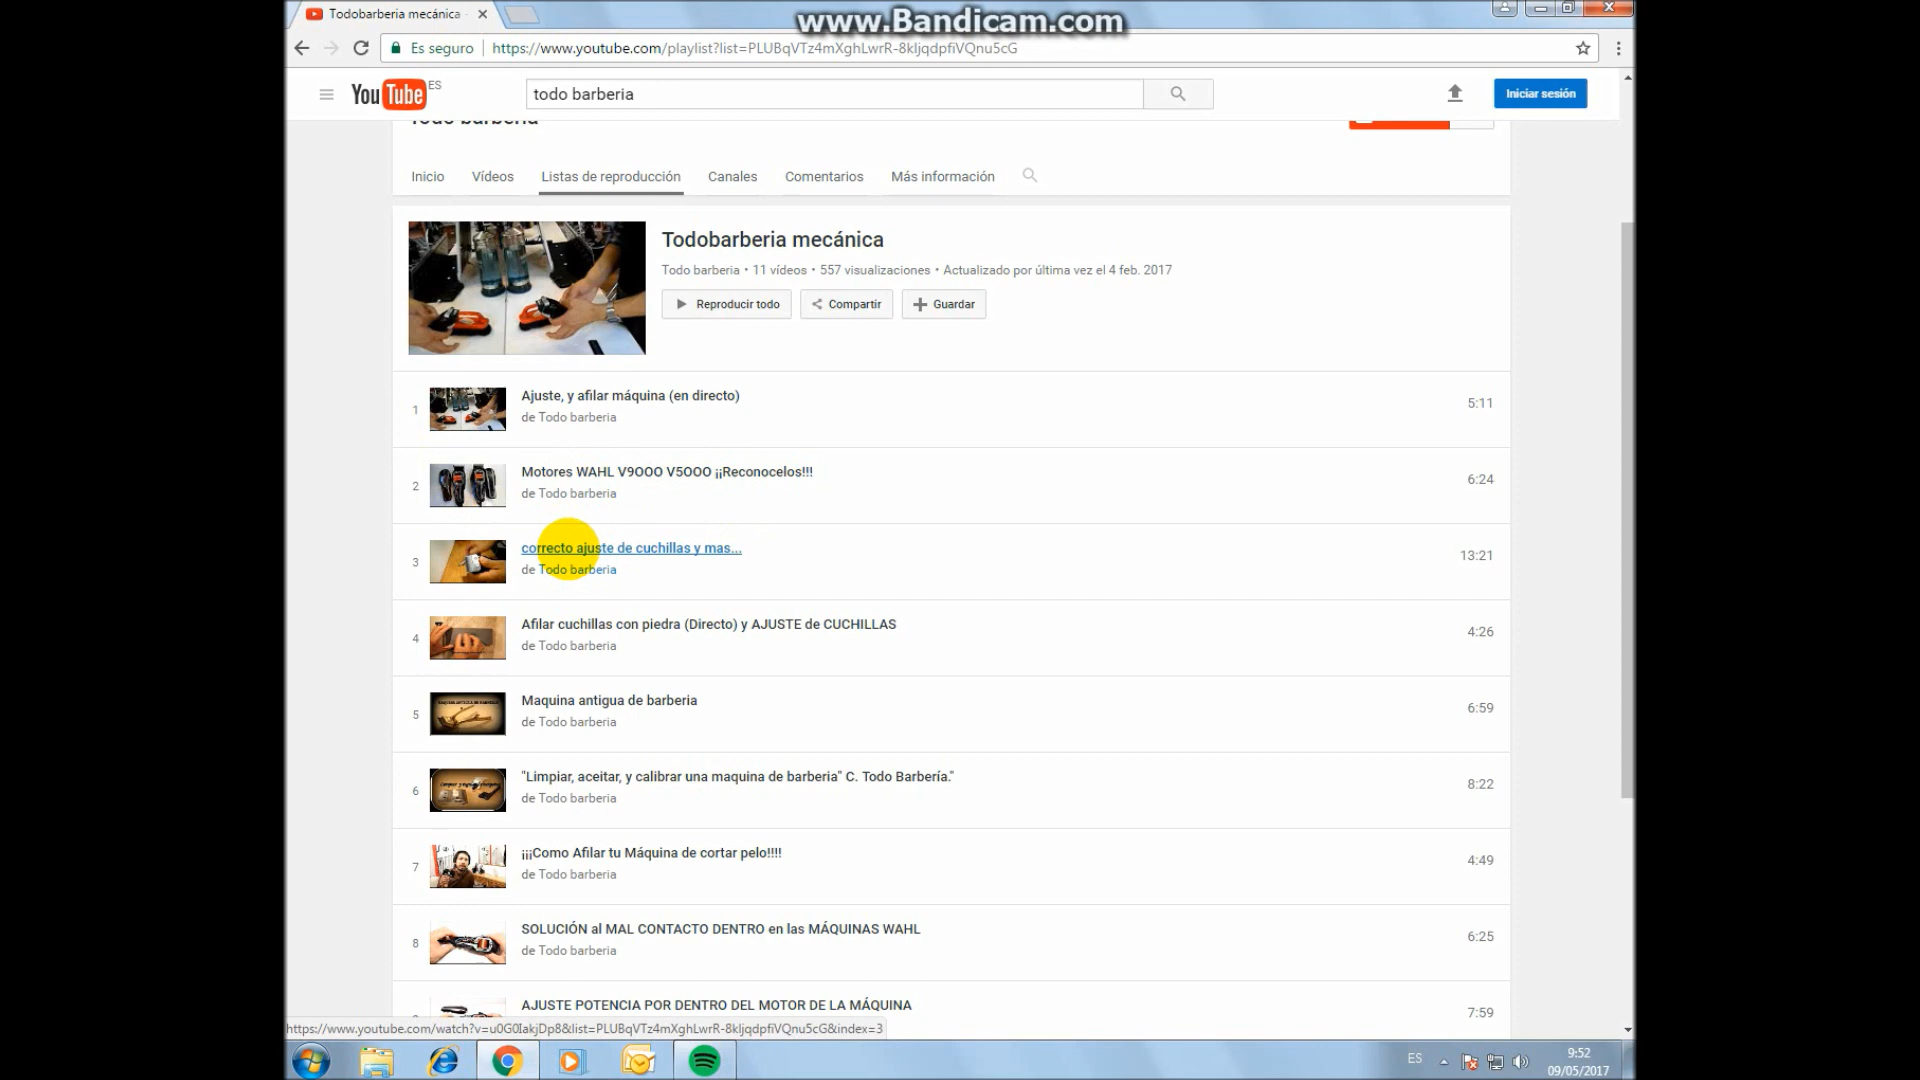 Todobarberia mecánica
www.Bandicam.com
Es seguro
https://www.youtube.com/playlist?list=PLUBqVTz4mXghLwrR-8kljqdpfiVQnu5cG
YouTube ES
todo barberia
Iniciar sesión
Todo barberia
Inicio
Vídeos
Listas de reproducción
Canales
Comentarios
Más información
Todobarberia mecánica
Todo barberia • 11 vídeos • 557 visualizaciones • Actualizado por última vez el 4 feb. 2017
Reproducir todo
Compartir
Guardar
1
Ajuste, y afilar máquina (en directo)
de Todo barberia
5:11
2
Motores WAHL V9OOO V5OOO ¡¡Reconocelos!!!
de Todo barberia
6:24
3
correcto ajuste de cuchillas y mas...
de Todo barberia
13:21
4
Afilar cuchillas con piedra (Directo) y AJUSTE de CUCHILLAS
de Todo barberia
4:26
5
Maquina antigua de barberia
de Todo barberia
6:59
6
"Limpiar, aceitar, y calibrar una maquina de barberia" C. Todo Barbería."
de Todo barberia
8:22
7
¡¡¡Como Afilar tu Máquina de cortar pelo!!!!
de Todo barberia
4:49
8
SOLUCIÓN al MAL CONTACTO DENTRO en las MÁQUINAS WAHL
de Todo barberia
6:25
AJUSTE POTENCIA POR DENTRO DEL MOTOR DE LA MÁQUINA
7:59
https://www.youtube.com/watch?v=u0G0IakjDp8&list=PLUBqVTz4mXghLwrR-8kljqdpfiVQnu5cG&index=3
ES
9:52
09/05/2017